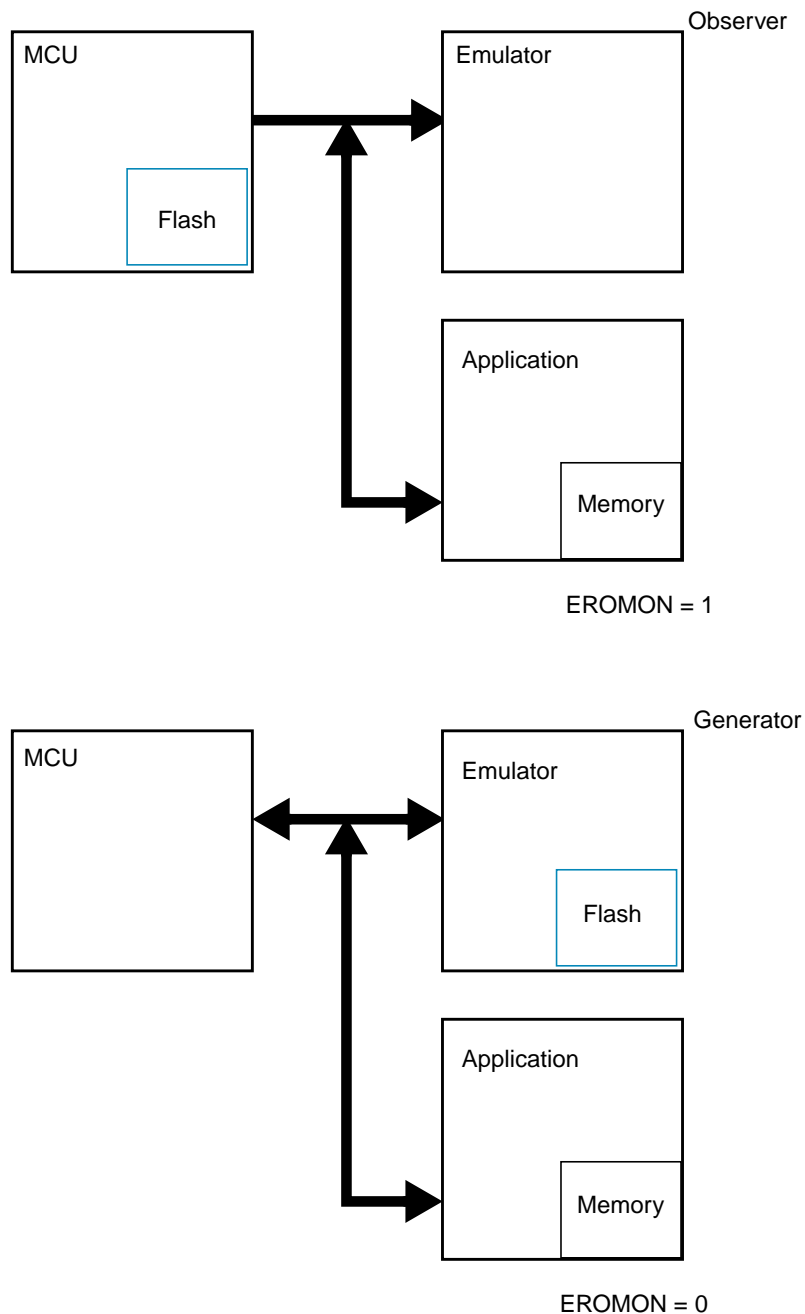 Observer
MCU
Emulator
Flash
Application
Memory
EROMON = 1
Generator
MCU
Emulator
Flash
Application
Memory
EROMON = 0